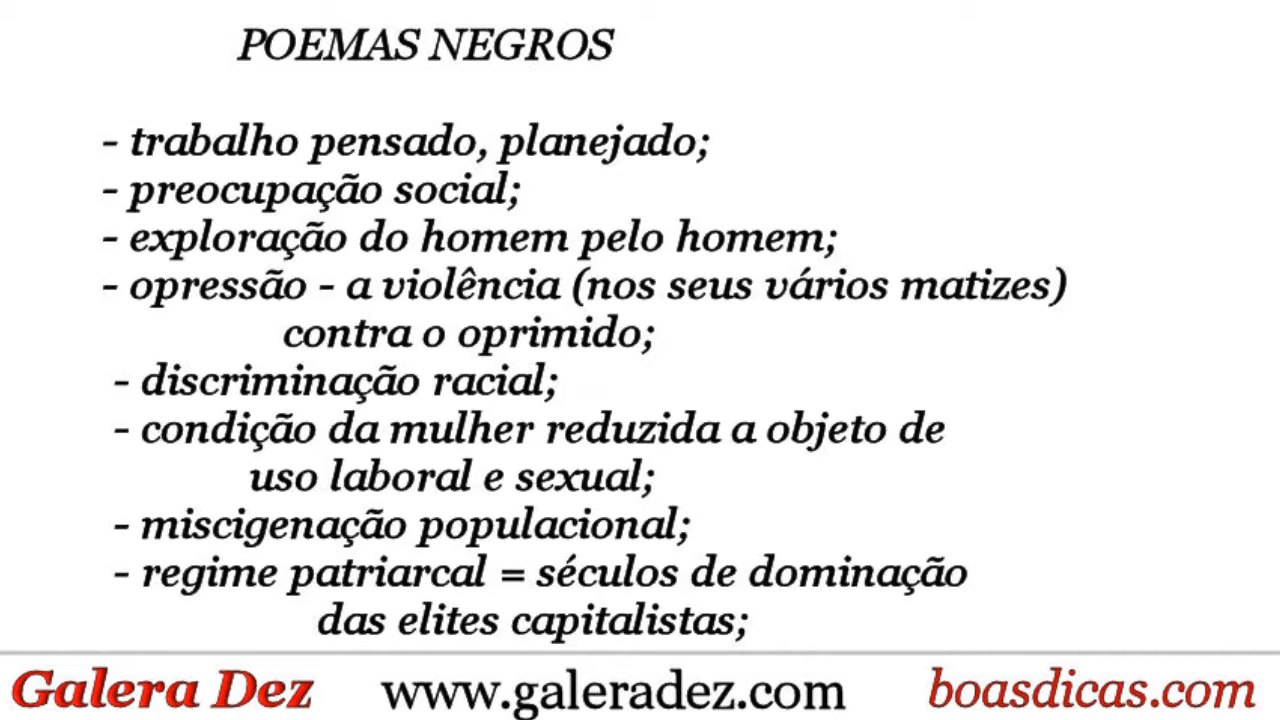 POEMAS NEGROS
- trabalho pensado, planejado;
- preocupação social;
- exploração do homem pelo homem;
- opressão - a violência (nos seus vários matizes)
contra o oprimido;
- discriminação racial;
- condição da mulher reduzida a objeto de
uso laboral e sexual;
- miscigenação populacional;
- regime patriarcal = séculos de dominação
das elites capitalistas;
Galera Dez www.galeradez.com boasdicas.com